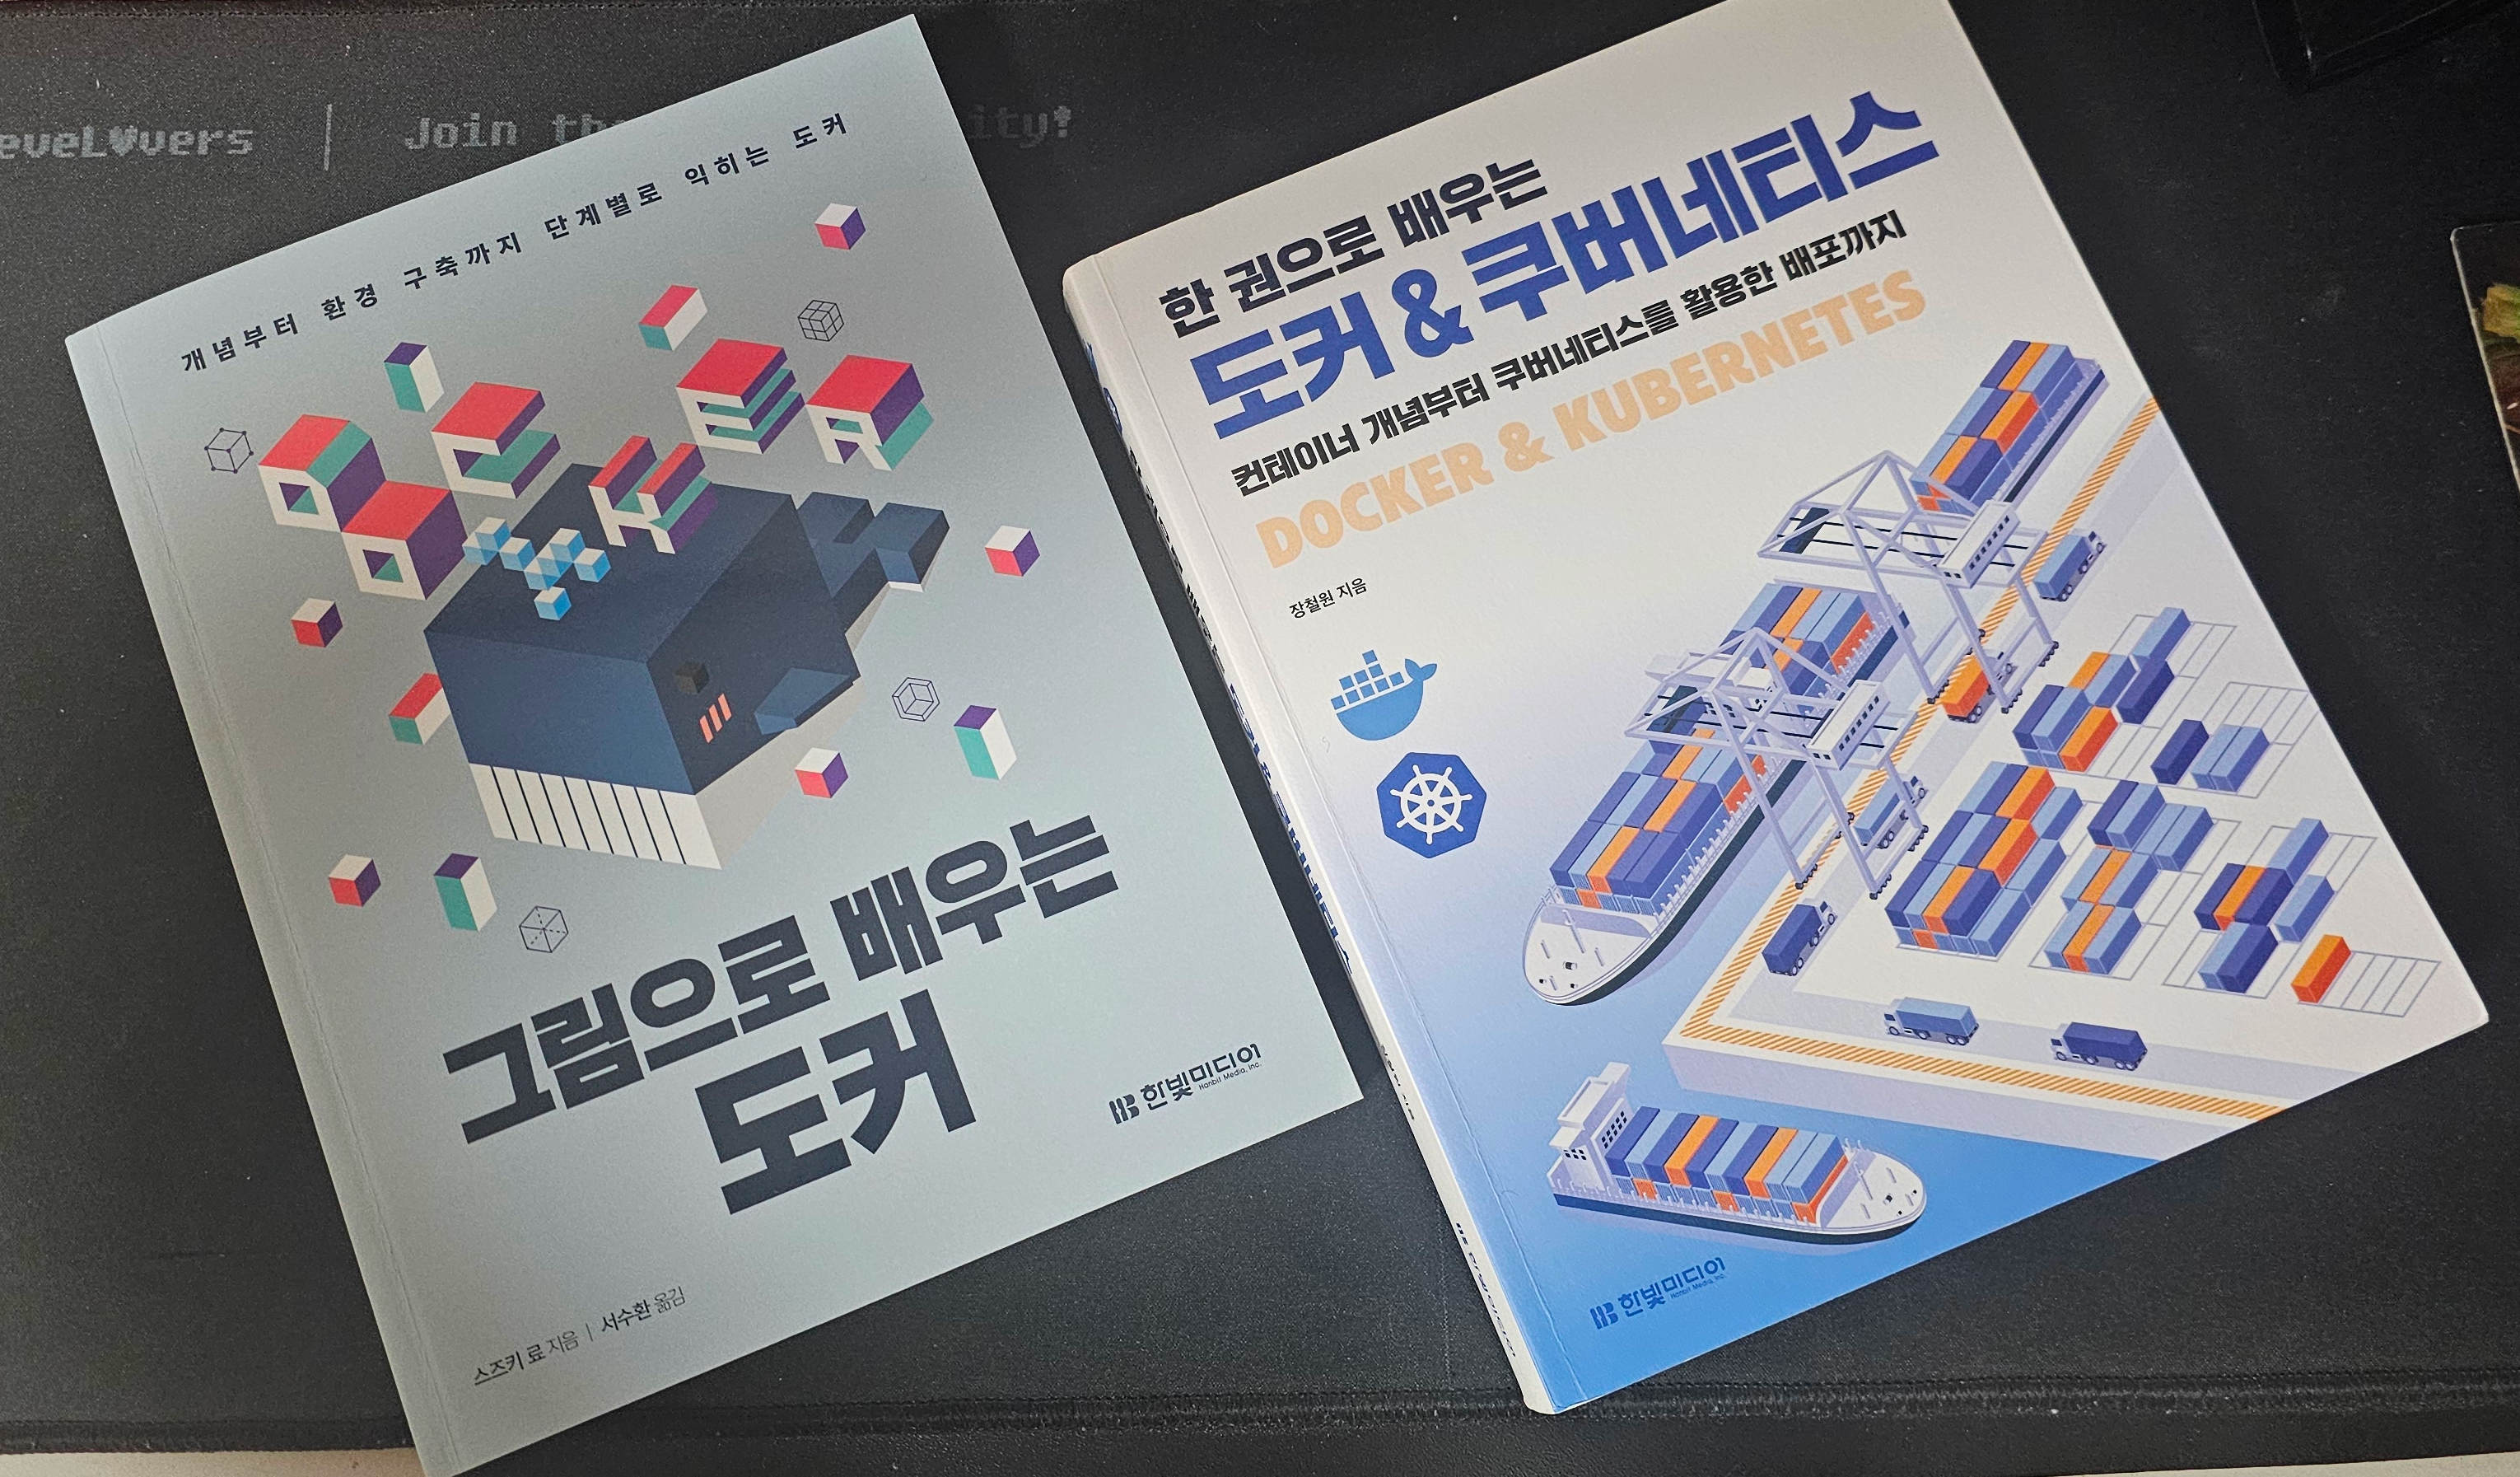 eveL♥vers | Join
ity!
개념부터 환경 구축까지 단계별로 익히는 도커
DOCKER
그림으로 배우는
도커
한빛미디어
Hanbit Media, Inc.
스즈키 료 지음 | 서수환 옮김
한 권으로 배우는
도커 & 쿠버네티스
컨테이너 개념부터 쿠버네티스를 활용한 배포까지
DOCKER & KUBERNETES
장철원 지음
한빛미디어
Hanbit Media, Inc.